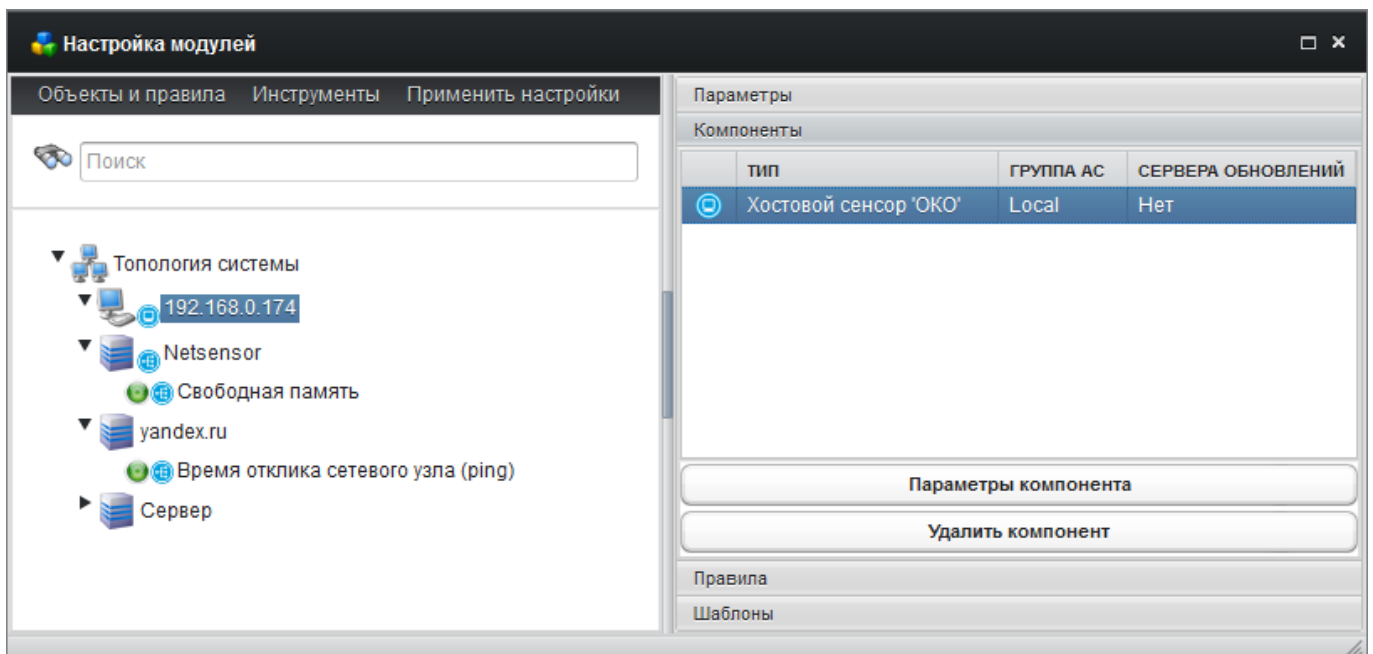 Настройка модулей
Объекты и правила Инструменты Применить настройки
Поиск
Топология системы
192.168.0.174
Netsensor
Свободная память
yandex.ru
Время отклика сетевого узла (ping)
Сервер
Параметры
Компоненты
ТИП ГРУППА АС СЕРВЕРА ОБНОВЛЕНИЙ
Хостовой сенсор 'ОКО' Local Нет
Параметры компонента
Удалить компонент
Правила
Шаблоны